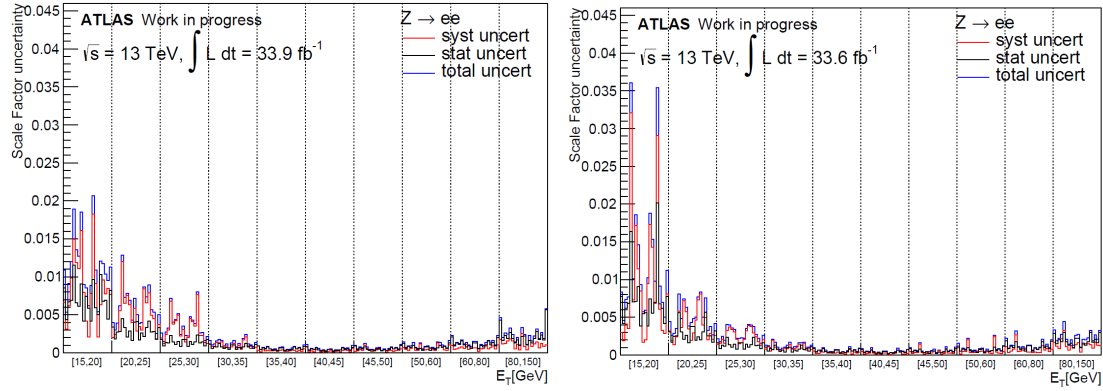 ATLAS Work in progress
√s = 13 TeV, ∫ L dt = 33.9 fb⁻¹
Z → ee
syst uncert
stat uncert
total uncert
Scale Factor uncertainty
0.045
0.04
0.035
0.03
0.025
0.02
0.015
0.01
0.005
0
[15,20] [20,25] [25,30] [30,35] [35,40] [40,45] [45,50] [50,60] [60,80] [80,150]
E_T[GeV]
ATLAS Work in progress
√s = 13 TeV, ∫ L dt = 33.6 fb⁻¹
Z → ee
syst uncert
stat uncert
total uncert
Scale Factor uncertainty
0.045
0.04
0.035
0.03
0.025
0.02
0.015
0.01
0.005
0
[15,20] [20,25] [25,30] [30,35] [35,40] [40,45] [45,50] [50,60] [60,80] [80,150]
E_T[GeV]